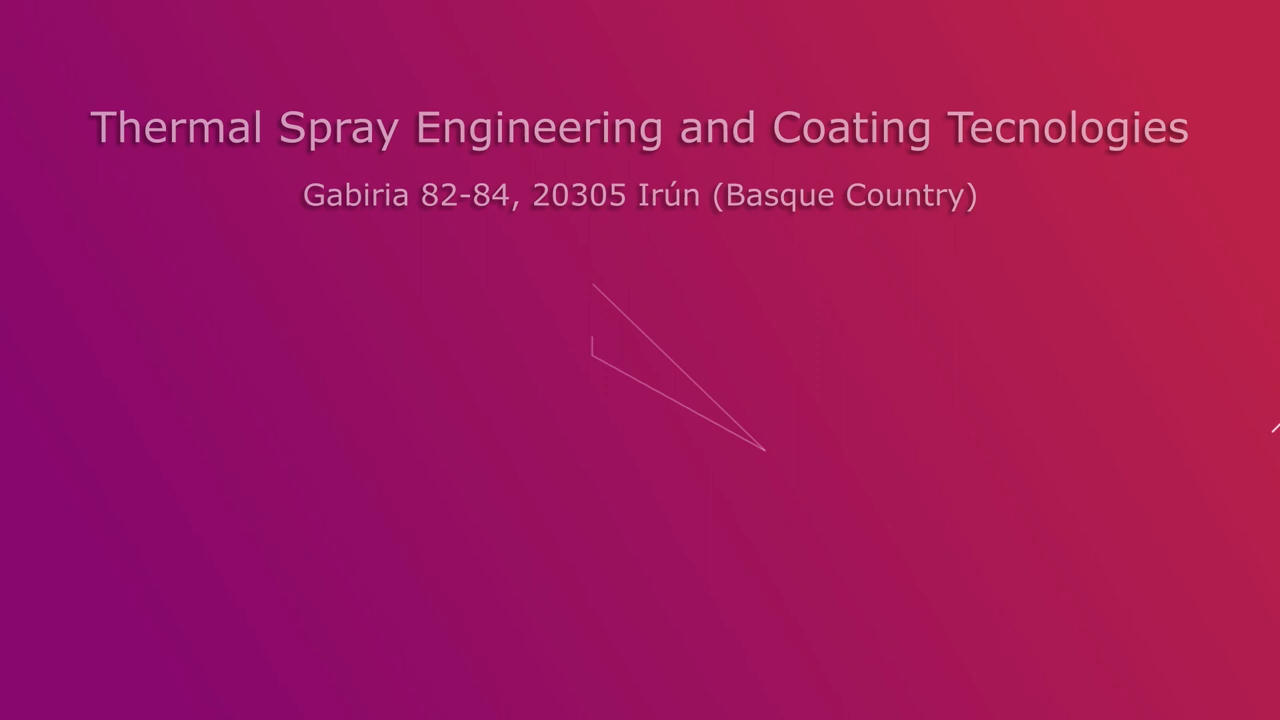 Thermal Spray Engineering and Coating Tecnologies
Gabiria 82-84, 20305 Irún (Basque Country)